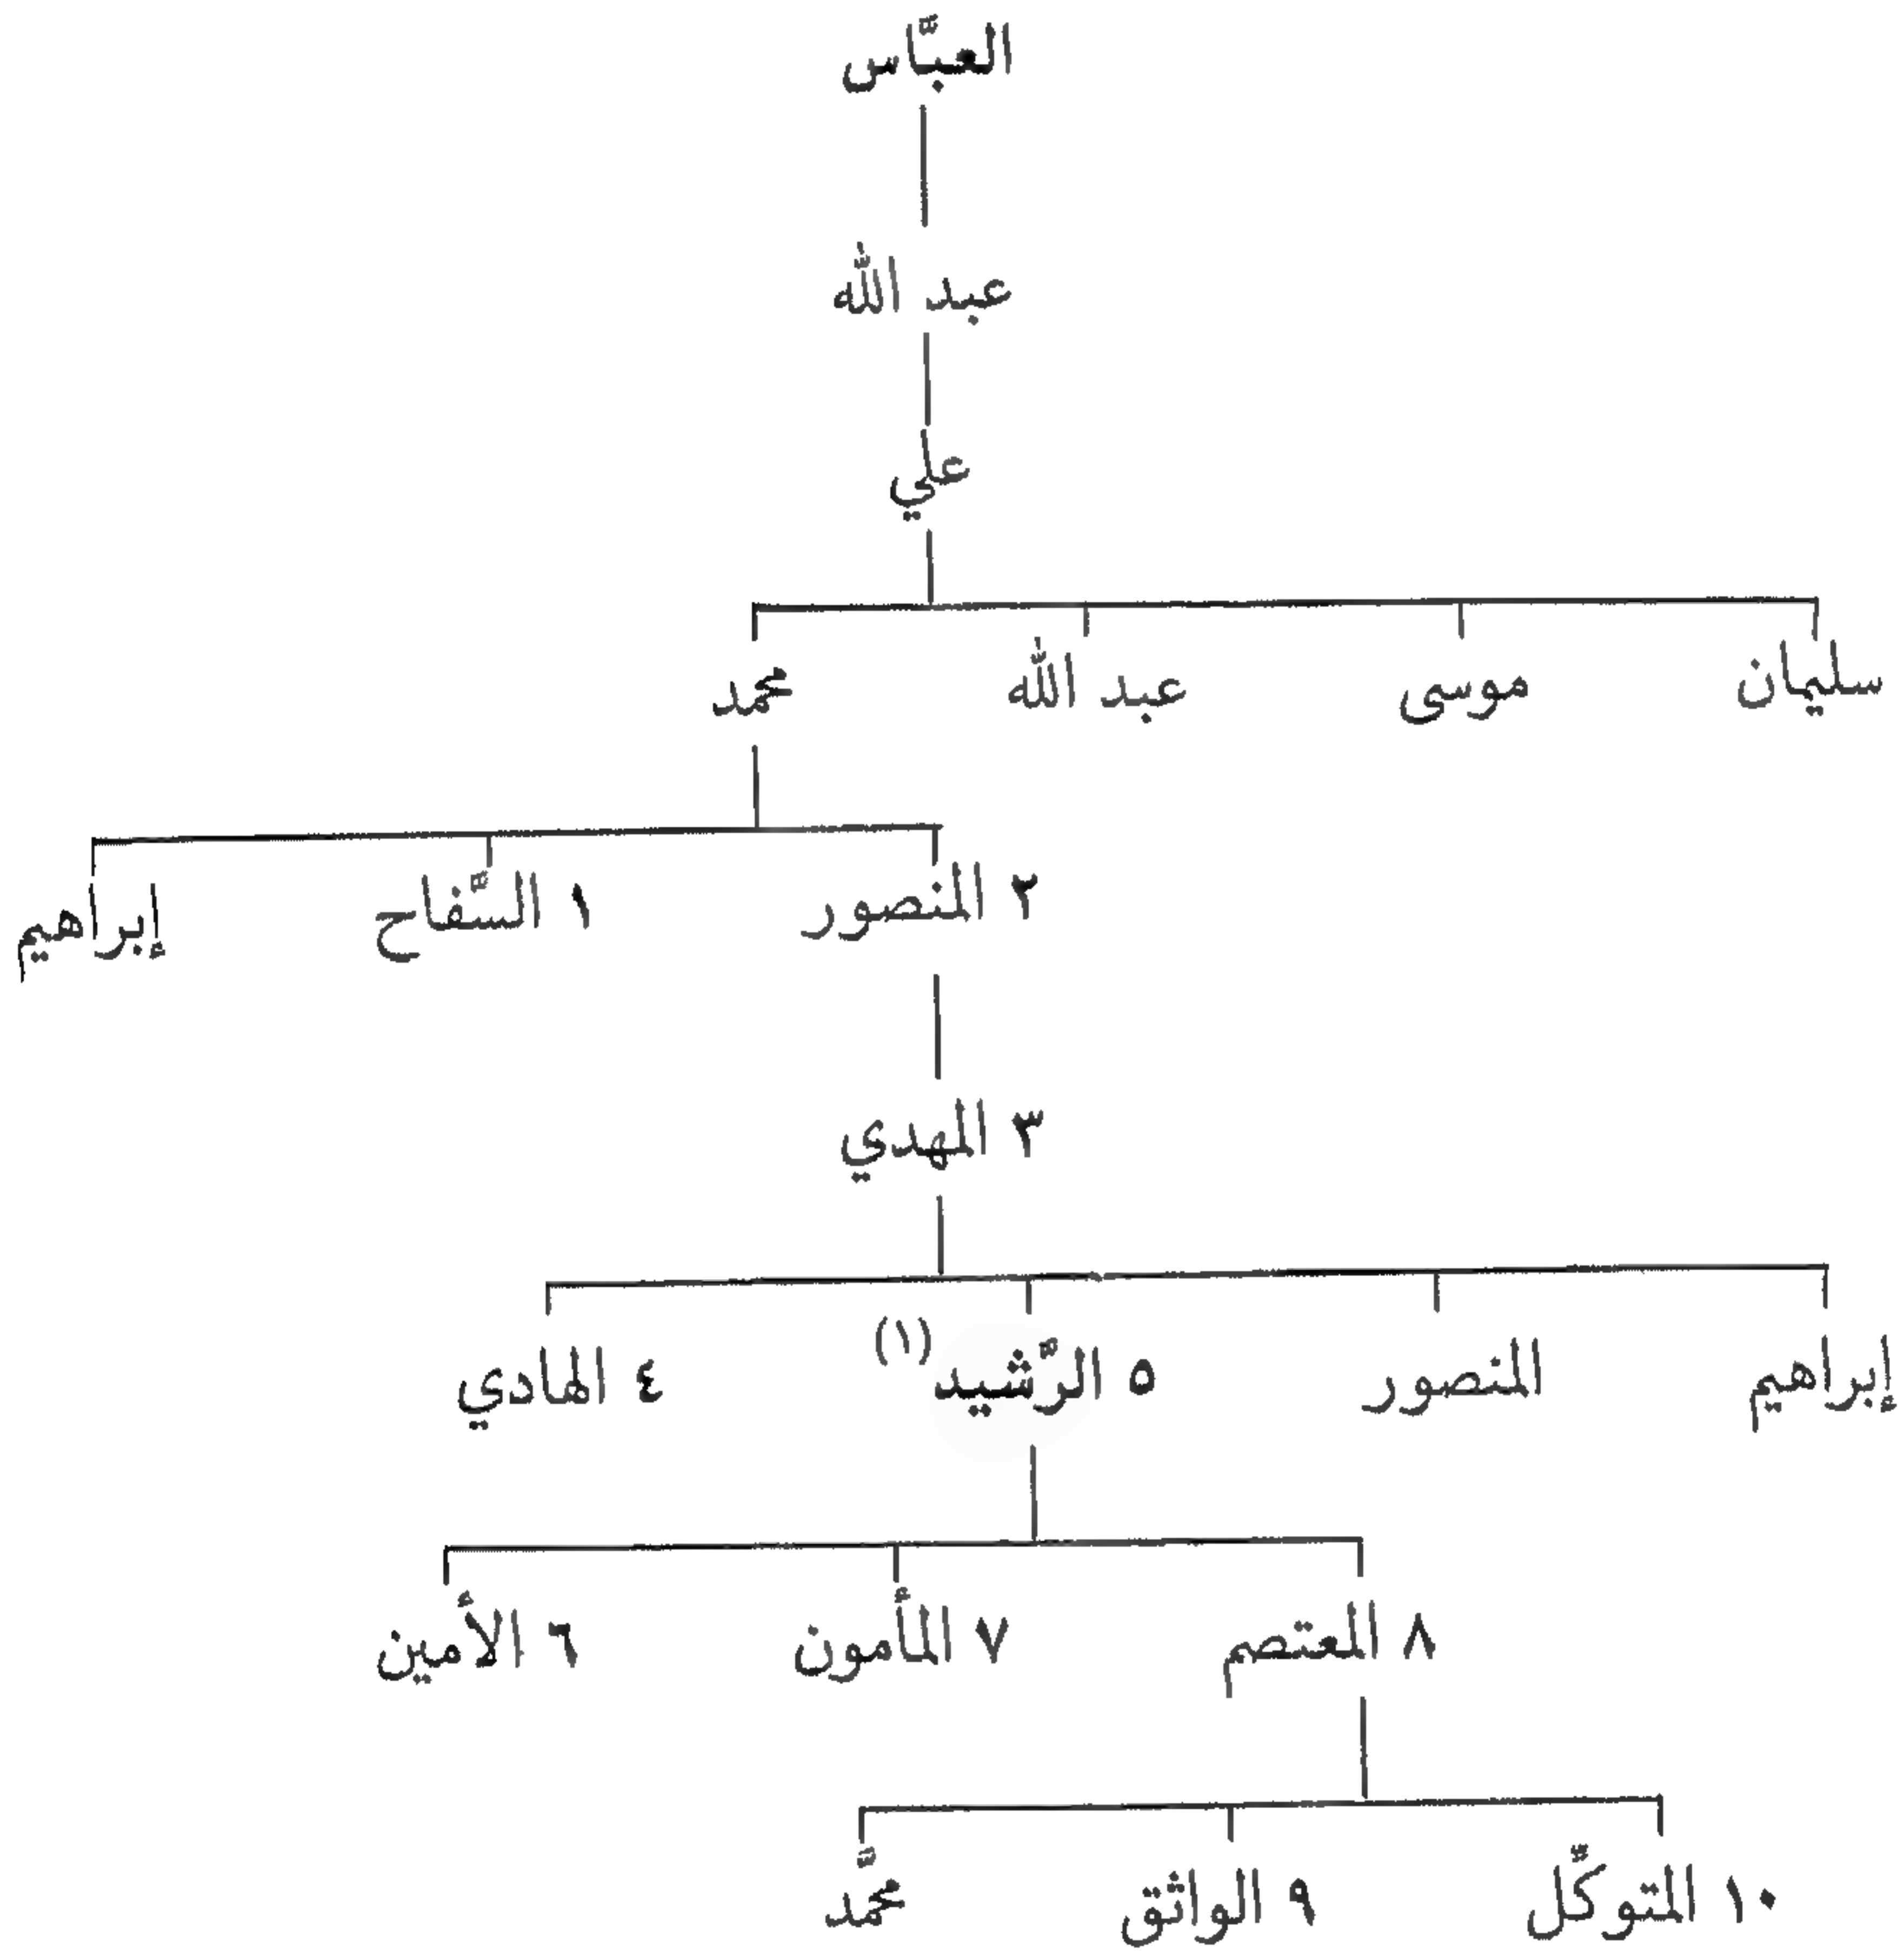 العبّاس
عبد الله
علي
سليمان موسى عبد الله محمد
٢ المنصور ١ السَّفاح إبراهيم
٣ المهدي
إبراهيم المنصور ٥ الرَّشيد(١) ٤ الهادي
٨ المعتصم ٧ المأمون ٦ الأمين
١٠ المتوكَّل ٩ الواثق محمَّد